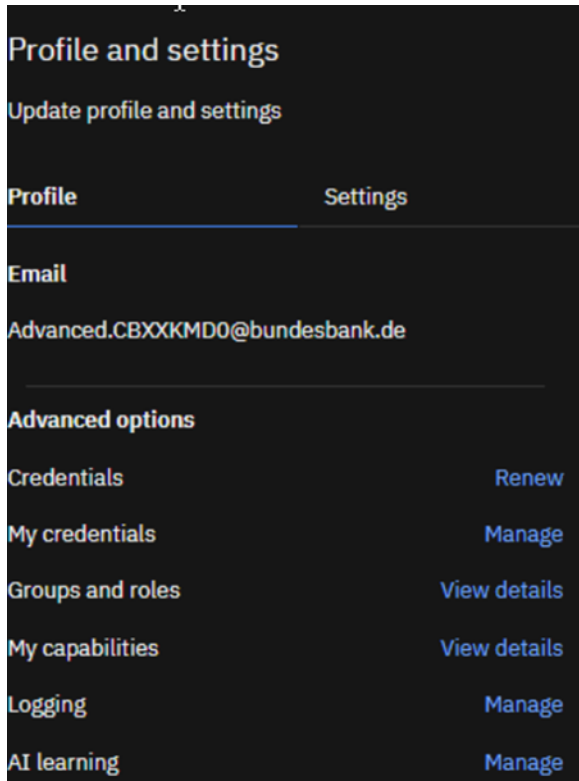 Profile and settings
Update profile and settings
Profile Settings
Email
Advanced.CBXXKMD0@bundesbank.de
Advanced options
Credentials Renew
My credentials Manage
Groups and roles View details
My capabilities View details
Logging Manage
AI learning Manage